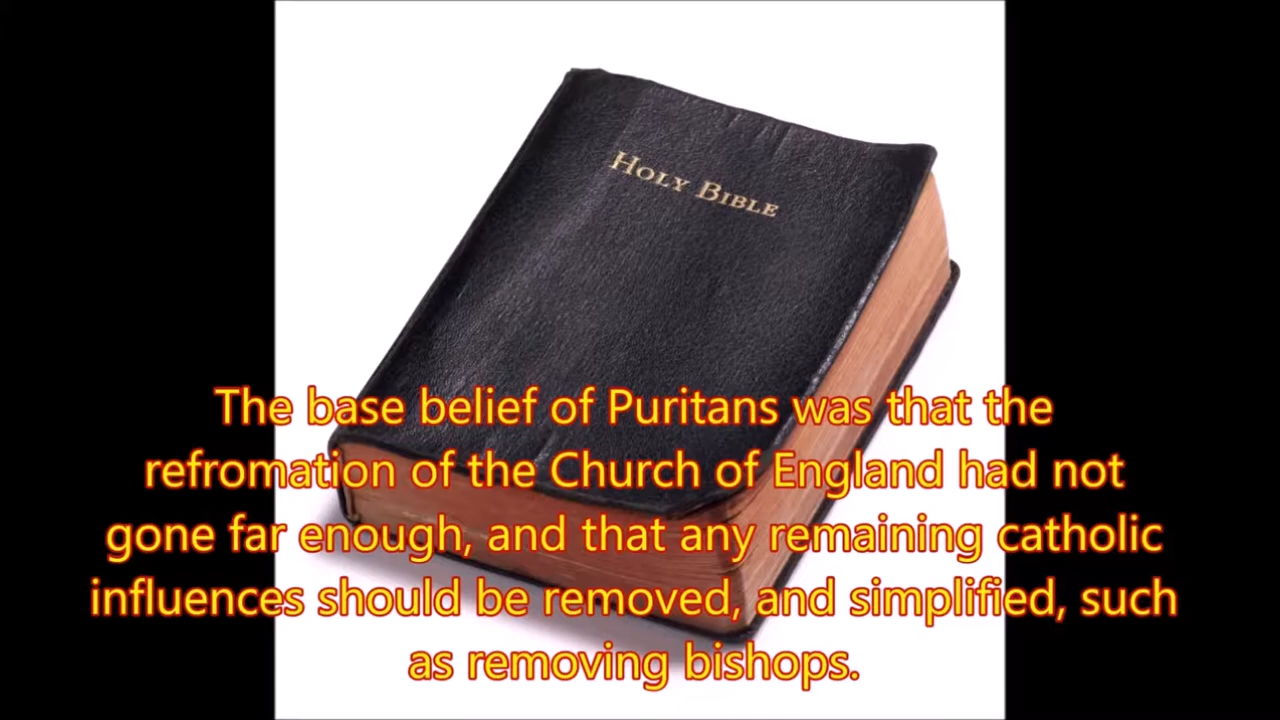 HOLY BIBLE
The base belief of Puritans was that the
refromation of the Church of England had not
gone far enough, and that any remaining catholic
influences should be removed, and simplified, such
as removing bishops.